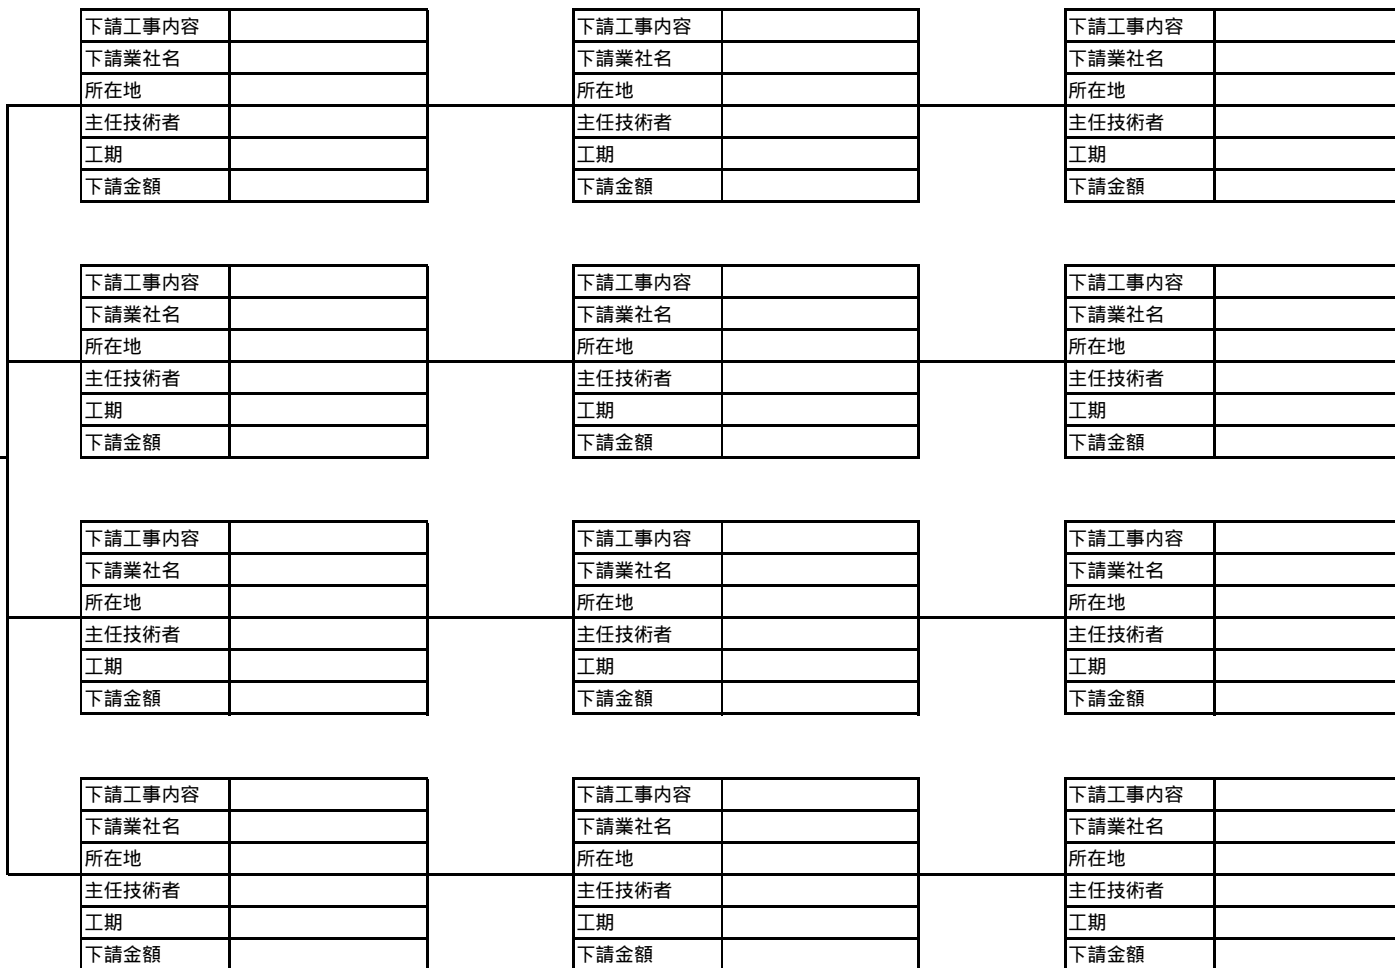 下請工事内容
下請業社名
所在地
主任技術者
工期
下請金額
下請工事内容
下請業社名
所在地
主任技術者
工期
下請金額
下請工事内容
下請業社名
所在地
主任技術者
工期
下請金額
下請工事内容
下請業社名
所在地
主任技術者
工期
下請金額
下請工事内容
下請業社名
所在地
主任技術者
工期
下請金額
下請工事内容
下請業社名
所在地
主任技術者
工期
下請金額
下請工事内容
下請業社名
所在地
主任技術者
工期
下請金額
下請工事内容
下請業社名
所在地
主任技術者
工期
下請金額
下請工事内容
下請業社名
所在地
主任技術者
工期
下請金額
下請工事内容
下請業社名
所在地
主任技術者
工期
下請金額
下請工事内容
下請業社名
所在地
主任技術者
工期
下請金額
下請工事内容
下請業社名
所在地
主任技術者
工期
下請金額